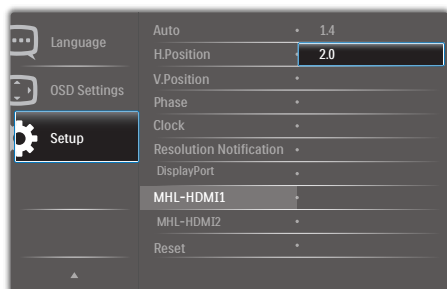 Language
OSD Settings
Setup
Auto
H.Position
V.Position
Phase
Clock
Resolution Notification
DisplayPort
MHL-HDMI1
MHL-HDMI2
Reset
1.4
2.0